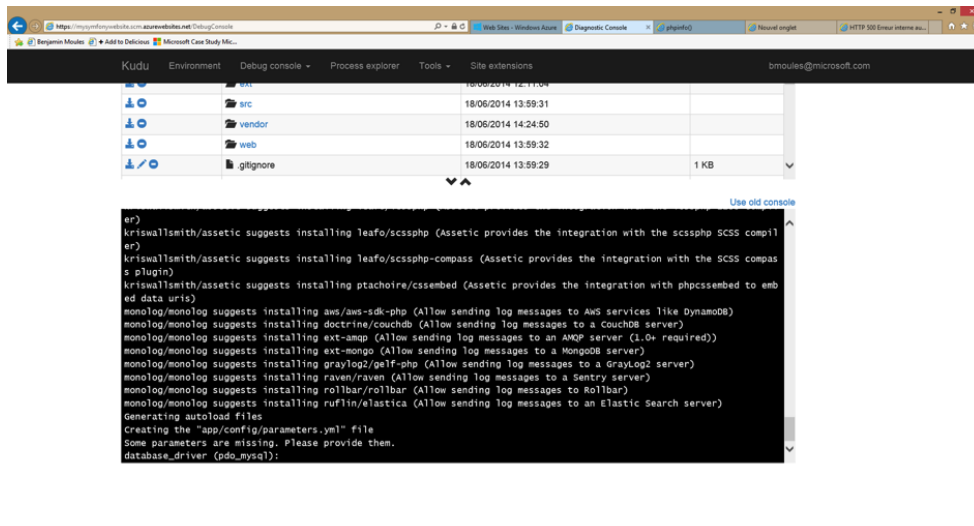 https://mysymfonywebsite.scm.azurewebsites.net/DebugConsole
Web Sites - Windows Azure
Diagnostic Console
phpinfo()
Nouvel onglet
HTTP 500 Erreur interne au...
Benjamin Moules
Add to Delicious
Microsoft Case Study Mic...
Kudu Environment Debug console Process explorer Tools Site extensions bmoules@microsoft.com
ext 18/06/2014 12:11:04
src 18/06/2014 13:59:31
vendor 18/06/2014 14:24:50
web 18/06/2014 13:59:32
.gitignore 18/06/2014 13:59:29 1 KB
Use old console
er)
kriswallsmith/assetic suggests installing leafo/scssphp (Assetic provides the integration with the scssphp SCSS compil
er)
kriswallsmith/assetic suggests installing leafo/scssphp-compass (Assetic provides the integration with the SCSS compas
s plugin)
kriswallsmith/assetic suggests installing ptachoire/cssembed (Assetic provides the integration with phpcssembed to emb
ed data uris)
monolog/monolog suggests installing aws/aws-sdk-php (Allow sending log messages to AWS services like DynamoDB)
monolog/monolog suggests installing doctrine/couchdb (Allow sending log messages to a CouchDB server)
monolog/monolog suggests installing ext-amqp (Allow sending log messages to an AMQP server (1.0+ required))
monolog/monolog suggests installing ext-mongo (Allow sending log messages to a MongoDB server)
monolog/monolog suggests installing graylog2/gelf-php (Allow sending log messages to a GrayLog2 server)
monolog/monolog suggests installing raven/raven (Allow sending log messages to a Sentry server)
monolog/monolog suggests installing rollbar/rollbar (Allow sending log messages to Rollbar)
monolog/monolog suggests installing ruflin/elastica (Allow sending log messages to an Elastic Search server)
Generating autoload files
Creating the "app/config/parameters.yml" file
Some parameters are missing. Please provide them.
database_driver (pdo_mysql):